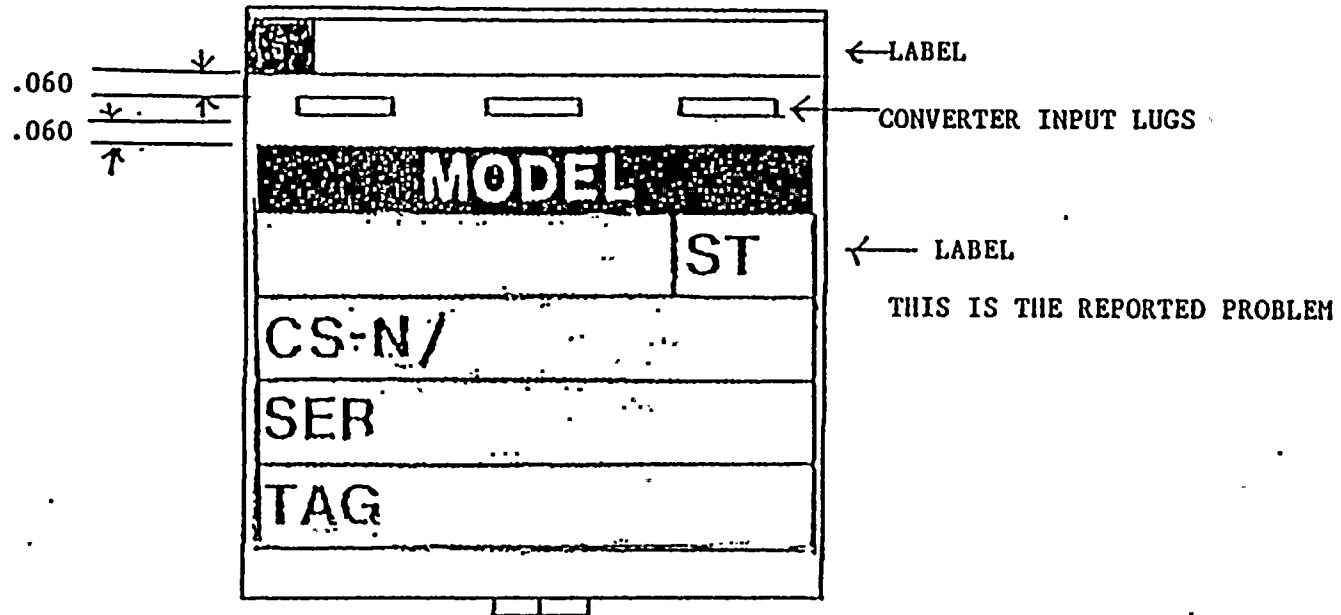 LABEL
.060
CONVERTER INPUT LUGS
.060
MODEL
ST
LABEL
THIS IS THE REPORTED PROBLEM
CS-N/
SER
TAG